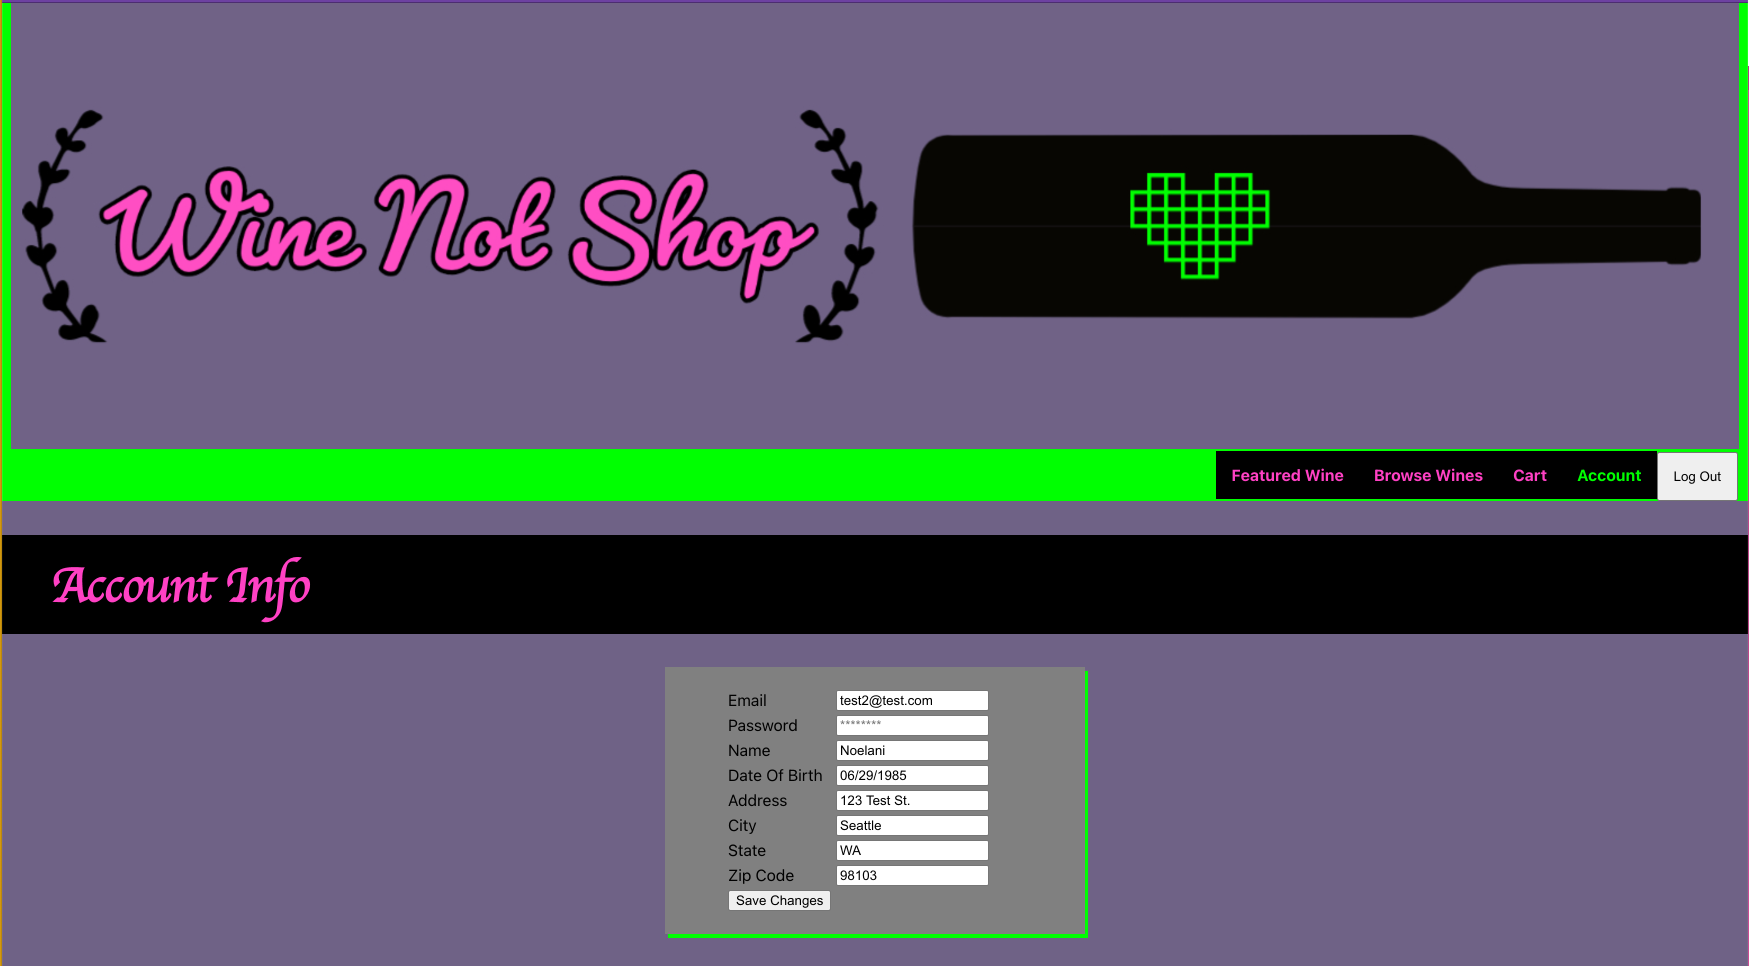 Wine Not Shop
Featured Wine Browse Wines Cart Account Log Out
Account Info
Email test2@test.com
Password ********
Name Noelani
Date Of Birth 06/29/1985
Address 123 Test St.
City Seattle
State WA
Zip Code 98103
Save Changes